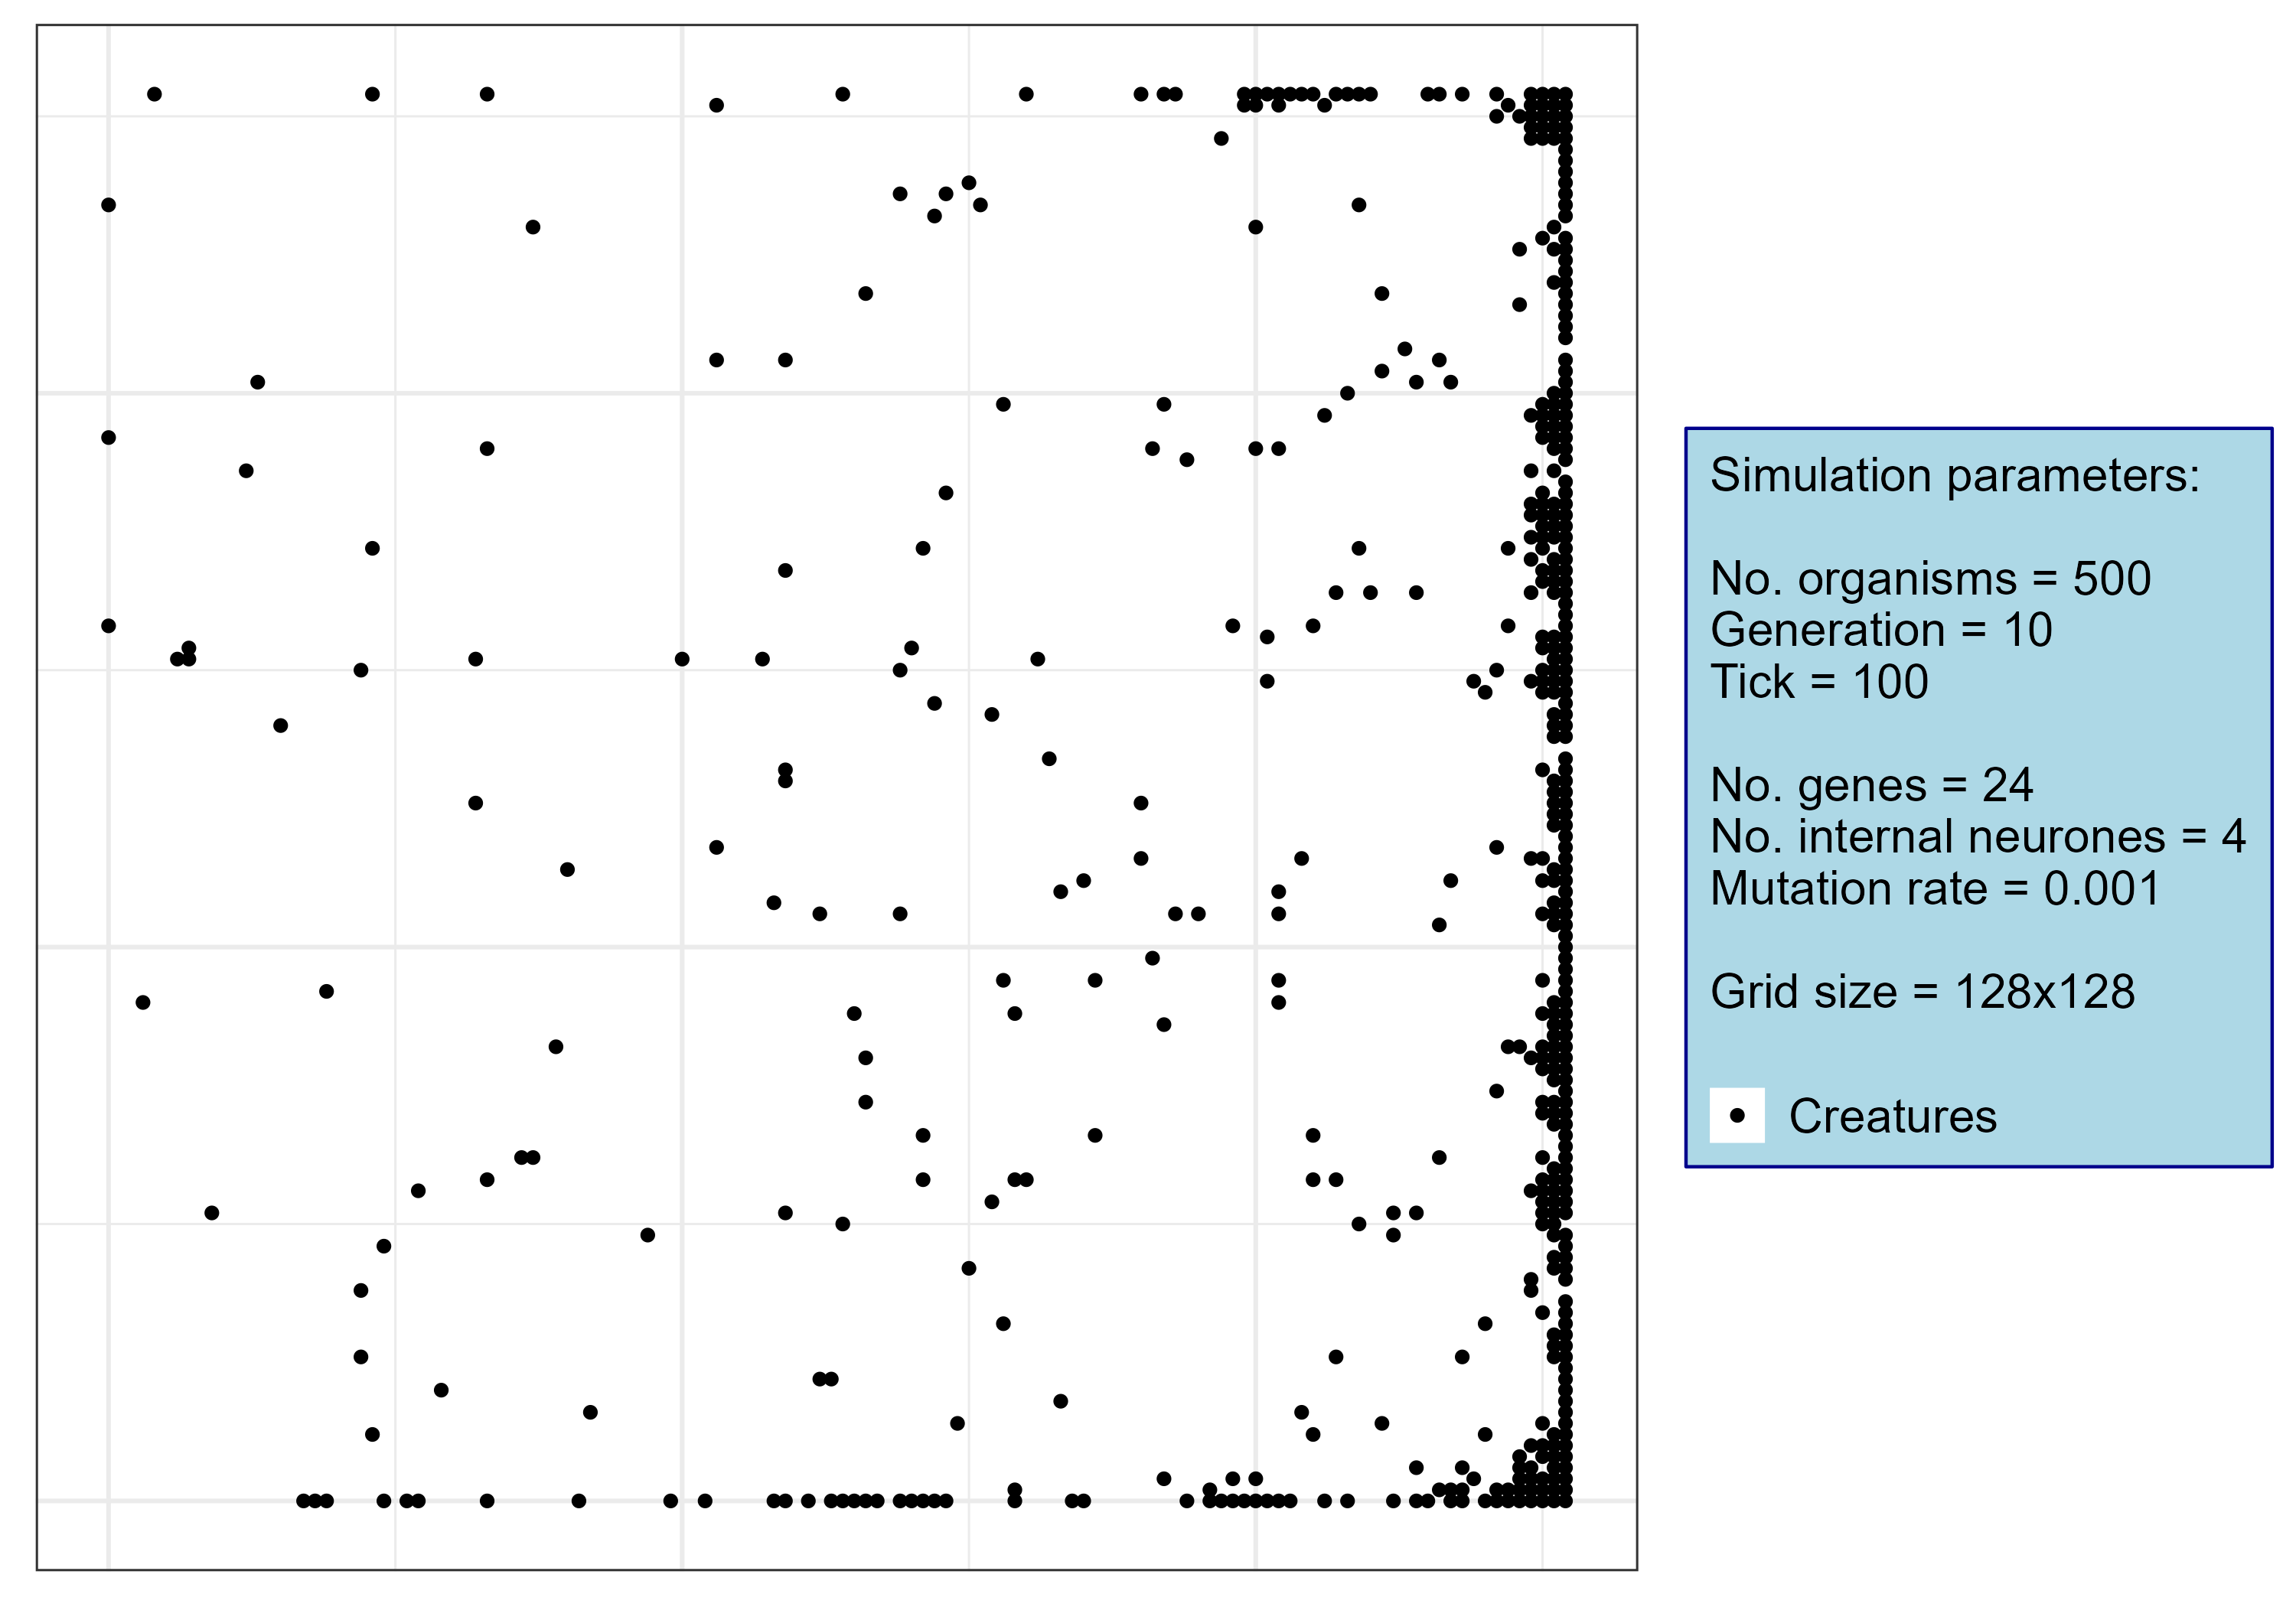 Simulation parameters:
No. organisms = 500
Generation = 10
Tick = 100
No. genes = 24
No. internal neurones = 4
Mutation rate = 0.001
Grid size = 128x128
Creatures